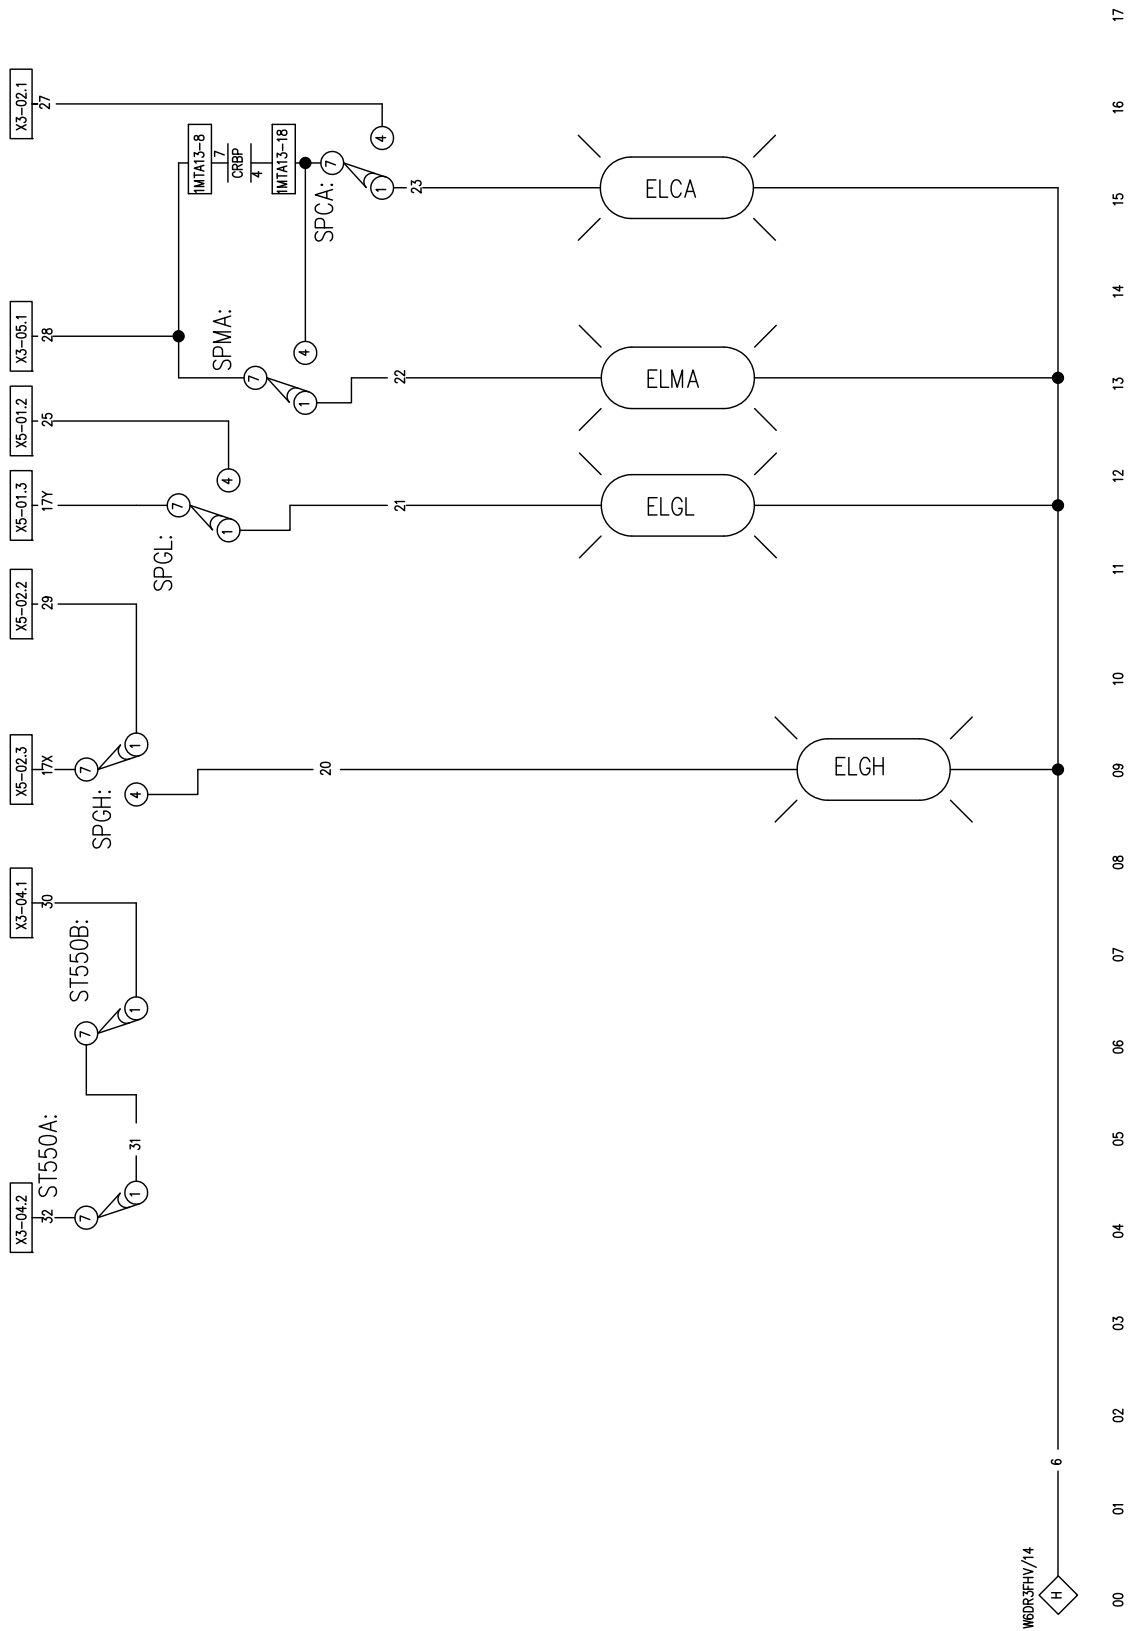 X3-04.2
32
ST550A:
7
1
31
7
1
ST550B:
X3-04.1
30
X5-02.3
17X
SPGH:
7
1
4
20
ELGH
X5-02.2
29
X5-01.3
17Y
SPGL:
7
1
4
21
ELGL
X5-01.2
25
X3-05.1
28
SPMA:
7
1
4
22
ELMA
1MTA13-8
7
CRBP
4
1MTA13-18
SPCA:
7
1
4
23
ELCA
X3-02.1
27
W6DR3FHV/14
H
6
00
01
02
03
04
05
06
07
08
09
10
11
12
13
14
15
16
17